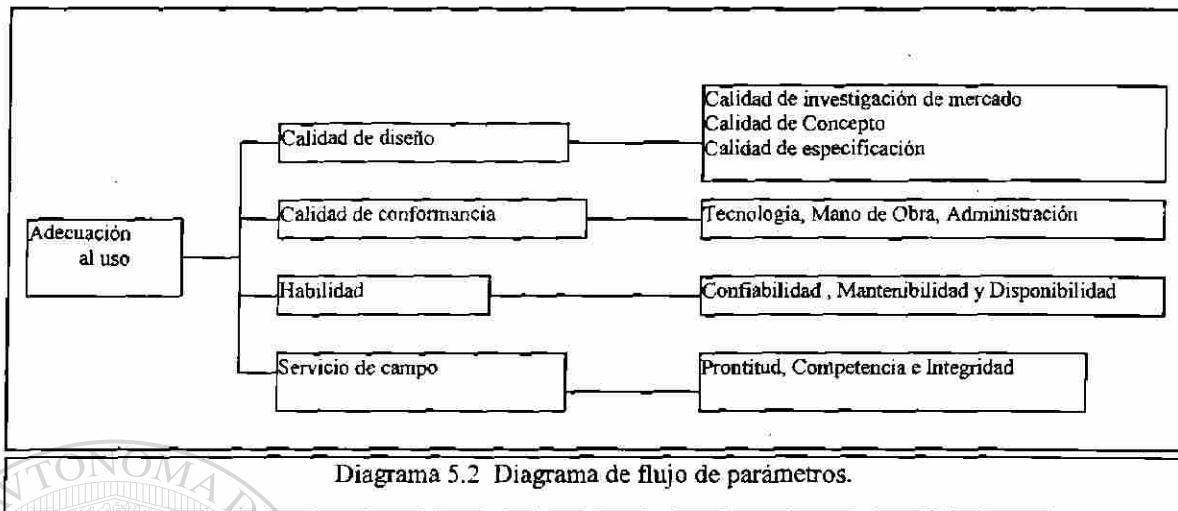 Adecuación
al uso
Calidad de diseño
Calidad de investigación de mercado
Calidad de Concepto
Calidad de especificación
Calidad de conformancia
Tecnología, Mano de Obra, Administración
Habilidad
Confiabilidad , Mantenibilidad y Disponibilidad
Servicio de campo
Prontitud, Competencia e Integridad
Diagrama 5.2 Diagrama de flujo de parámetros.